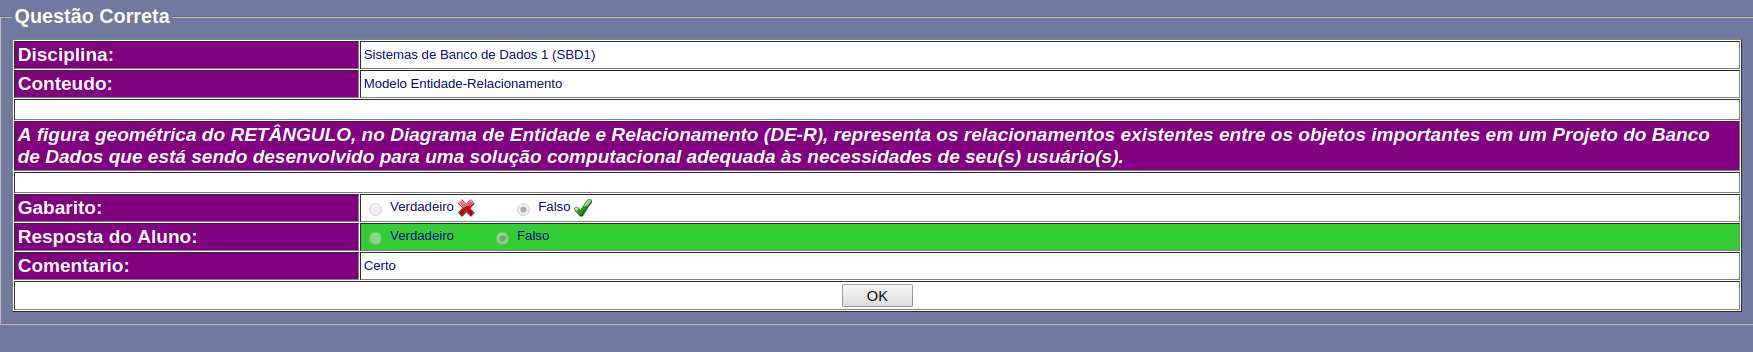 Questão Correta
Disciplina: Sistemas de Banco de Dados 1 (SBD1)
Conteudo: Modelo Entidade-Relacionamento
A figura geométrica do RETÂNGULO, no Diagrama de Entidade e Relacionamento (DE-R), representa os relacionamentos existentes entre os objetos importantes em um Projeto do Banco
de Dados que está sendo desenvolvido para uma solução computacional adequada às necessidades de seu(s) usuário(s).
Gabarito: Verdadeiro Falso
Resposta do Aluno: Verdadeiro Falso
Comentario: Certo
OK